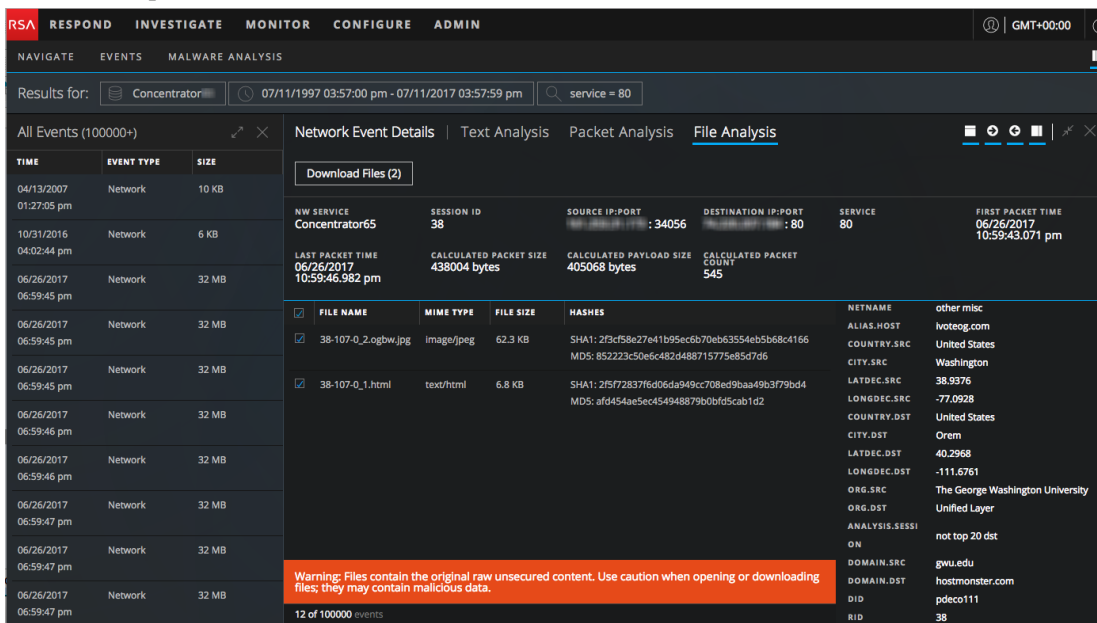 RSA RESPOND INVESTIGATE MONITOR CONFIGURE ADMIN GMT+00:00
NAVIGATE EVENTS MALWARE ANALYSIS
Results for: Concentrator 07/11/1997 03:57:00 pm - 07/11/2017 03:57:59 pm service = 80
All Events (100000+)
TIME EVENT TYPE SIZE
04/13/2007 01:27:05 pm Network 10 KB
10/31/2016 04:02:44 pm Network 6 KB
06/26/2017 06:59:45 pm Network 32 MB
06/26/2017 06:59:45 pm Network 32 MB
06/26/2017 06:59:45 pm Network 32 MB
06/26/2017 06:59:46 pm Network 32 MB
06/26/2017 06:59:46 pm Network 32 MB
06/26/2017 06:59:47 pm Network 32 MB
06/26/2017 06:59:47 pm Network 32 MB
06/26/2017 06:59:47 pm Network 32 MB
Network Event Details Text Analysis Packet Analysis File Analysis
Download Files (2)
NW SERVICE SESSION ID SOURCE IP:PORT DESTINATION IP:PORT SERVICE FIRST PACKET TIME
Concentrator65 38 : 34056 : 80 80 06/26/2017
10:59:43.071 pm
LAST PACKET TIME CALCULATED PACKET SIZE CALCULATED PAYLOAD SIZE CALCULATED PACKET COUNT
06/26/2017 438004 bytes 405068 bytes 545
10:59:46.982 pm
FILE NAME MIME TYPE FILE SIZE HASHES
38-107-0_2.ogbw.jpg image/jpeg 62.3 KB SHA1: 2f3cf58e27e41b95ec6b70eb63554eb5b68c4166
MD5: 852223c50e6c482d488715775e85d7d6
38-107-0_1.html text/html 6.8 KB SHA1: 2f5f72837f6d06da949cc708ed9baa49b3f79bd4
MD5: afd454ae5ec454948879b0bfd5cab1d2
Warning: Files contain the original raw unsecured content. Use caution when opening or downloading
files; they may contain malicious data.
12 of 100000 events
NETNAME other misc
ALIAS.HOST ivoteog.com
COUNTRY.SRC United States
CITY.SRC Washington
LATDEC.SRC 38.9376
LONGDEC.SRC -77.0928
COUNTRY.DST United States
CITY.DST Orem
LATDEC.DST 40.2968
LONGDEC.DST -111.6761
ORG.SRC The George Washington University
ORG.DST Unified Layer
ANALYSIS.SESSI
ON not top 20 dst
DOMAIN.SRC gwu.edu
DOMAIN.DST hostmonster.com
DID pdeco111
RID 38